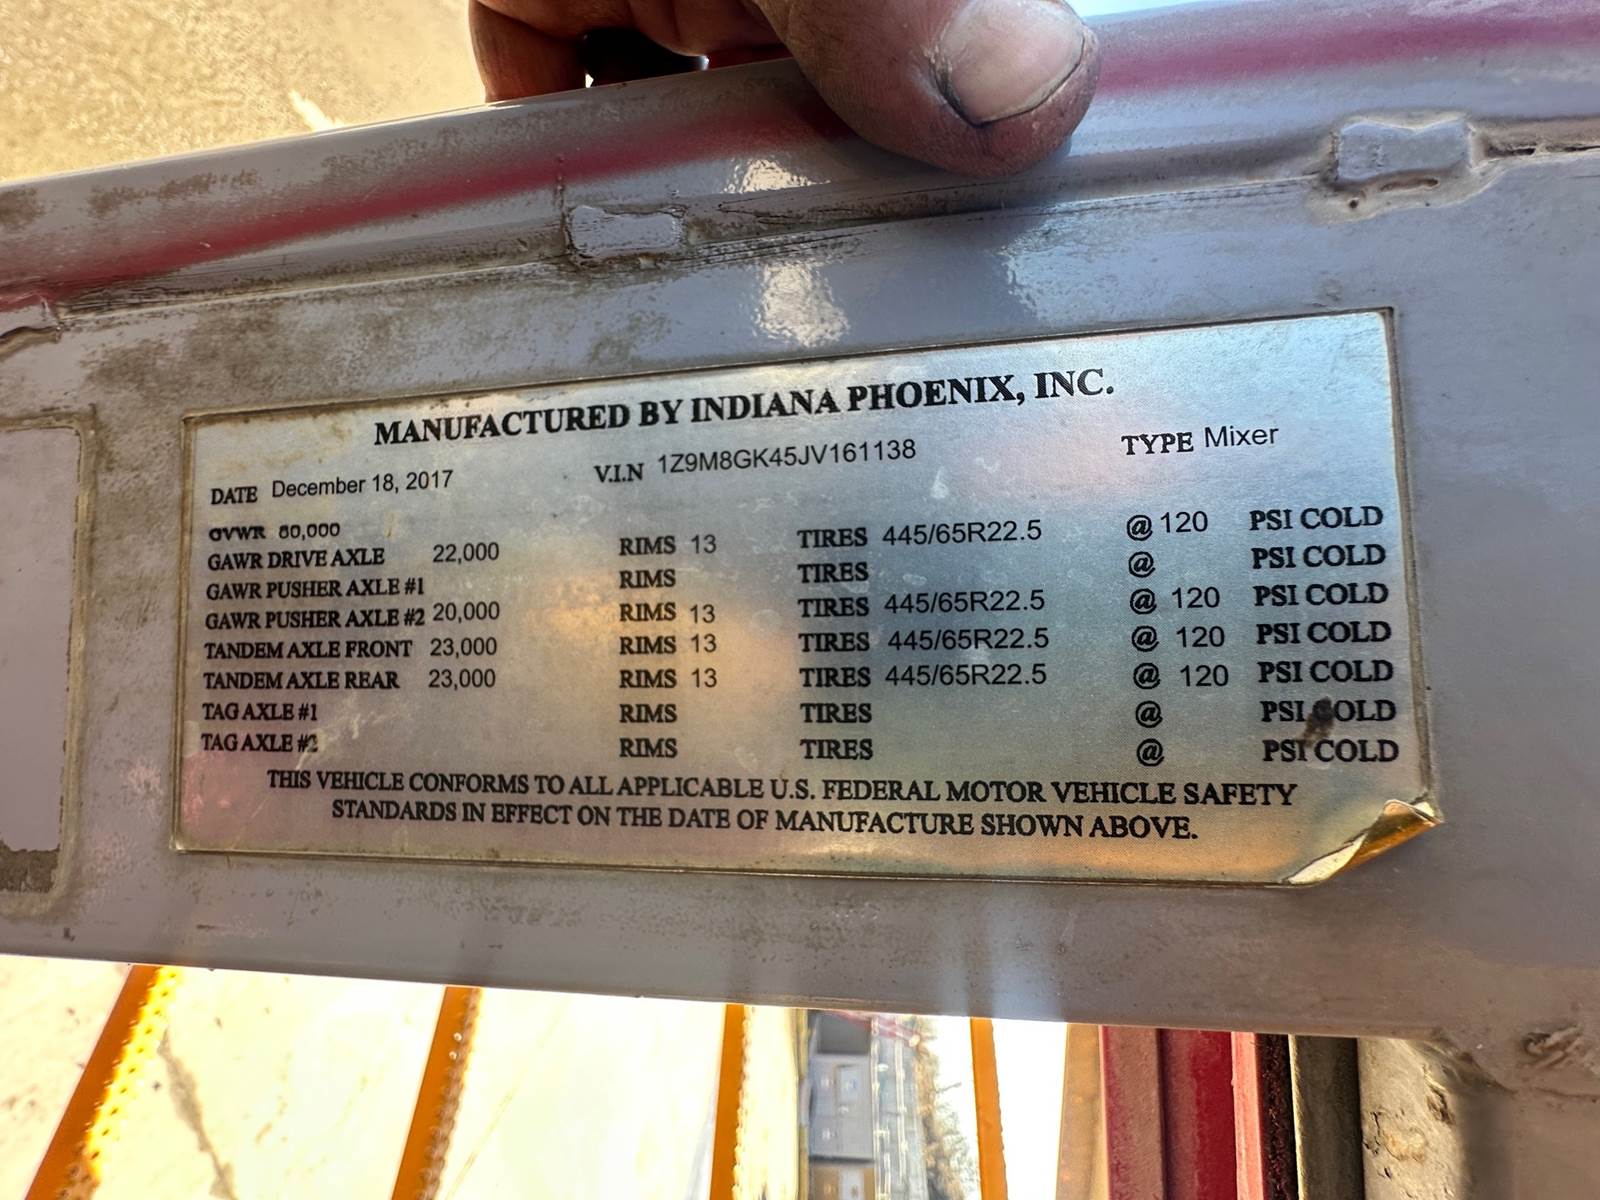 MANUFACTURED BY INDIANA PHOENIX, INC.
DATE December 18, 2017 V.I.N 1Z9M8GK45JV161138 TYPE Mixer
GVWR 80,000
GAWR DRIVE AXLE 22,000 RIMS 13 TIRES 445/65R22.5 @ 120 PSI COLD
GAWR PUSHER AXLE #1 RIMS TIRES @ PSI COLD
GAWR PUSHER AXLE #2 20,000 RIMS 13 TIRES 445/65R22.5 @ 120 PSI COLD
TANDEM AXLE FRONT 23,000 RIMS 13 TIRES 445/65R22.5 @ 120 PSI COLD
TANDEM AXLE REAR 23,000 RIMS 13 TIRES 445/65R22.5 @ 120 PSI COLD
TAG AXLE #1 RIMS TIRES @ PSI COLD
TAG AXLE #2 RIMS TIRES @ PSI COLD
THIS VEHICLE CONFORMS TO ALL APPLICABLE U.S. FEDERAL MOTOR VEHICLE SAFETY
STANDARDS IN EFFECT ON THE DATE OF MANUFACTURE SHOWN ABOVE.